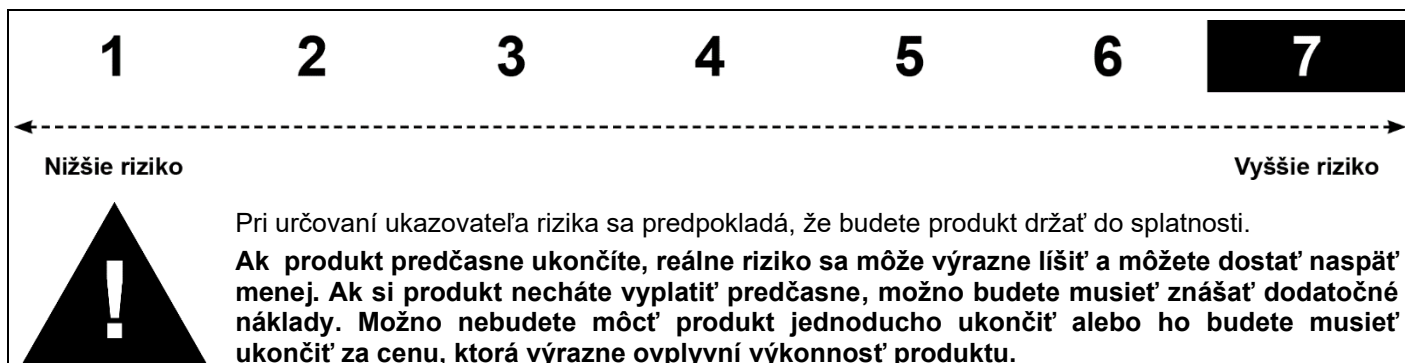 1 2 3 4 5 6 7
Nižšie riziko Vyššie riziko
!
Pri určovaní ukazovateľa rizika sa predpokladá, že budete produkt držať do splatnosti.
Ak produkt predčasne ukončíte, reálne riziko sa môže výrazne líšiť a môžete dostať naspäť
menej. Ak si produkt necháte vyplatiť predčasne, možno budete musieť znášať dodatočné
náklady. Možno nebudete môcť produkt jednoducho ukončiť alebo ho budete musieť
ukončiť za cenu, ktorá výrazne ovplyvní výkonnosť produktu.